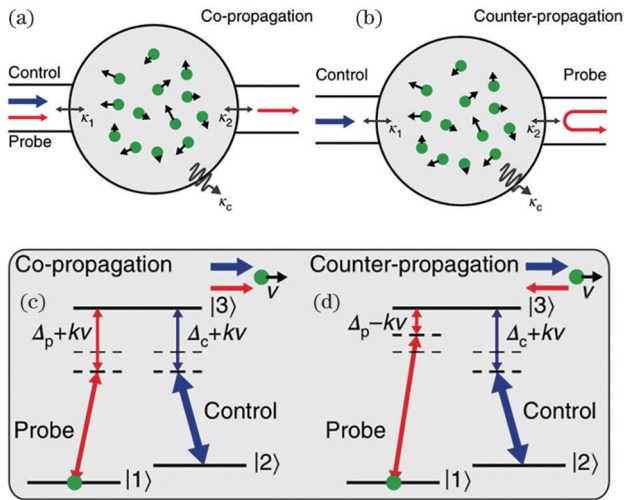 (a)
Co-propagation
Control
Probe
κ₁
κ₂
κc
(b)
Counter-propagation
Control
Probe
κ₁
κ₂
κc
Co-propagation
v
(c)
|3⟩
Δp+kv
Δc+kv
Probe
Control
|1⟩
|2⟩
Counter-propagation
v
(d)
|3⟩
Δp−kv
Δc+kv
Probe
Control
|1⟩
|2⟩